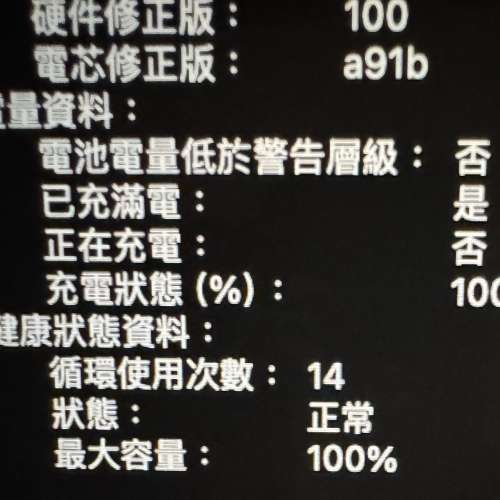 硬件修正版： 100
電芯修正版： a91b
電量資料：
電池電量低於警告層級： 否
已充滿電： 是
正在充電： 否
充電狀態 (%)： 100
健康狀態資料：
循環使用次數： 14
狀態： 正常
最大容量： 100%